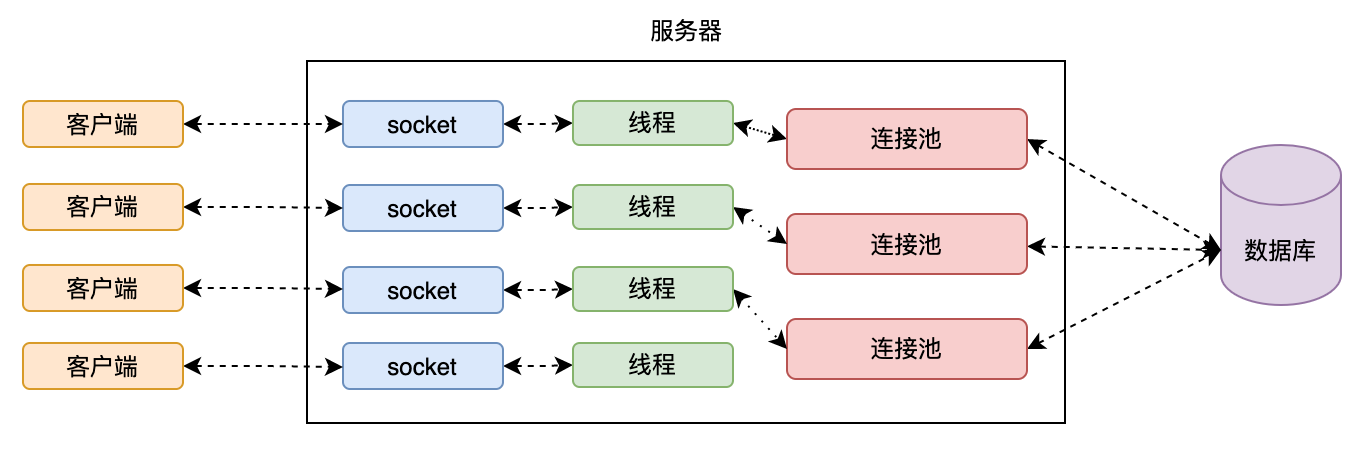 服务器
客户端
socket
线程
连接池
客户端
socket
线程
连接池
数据库
客户端
socket
线程
连接池
客户端
socket
线程